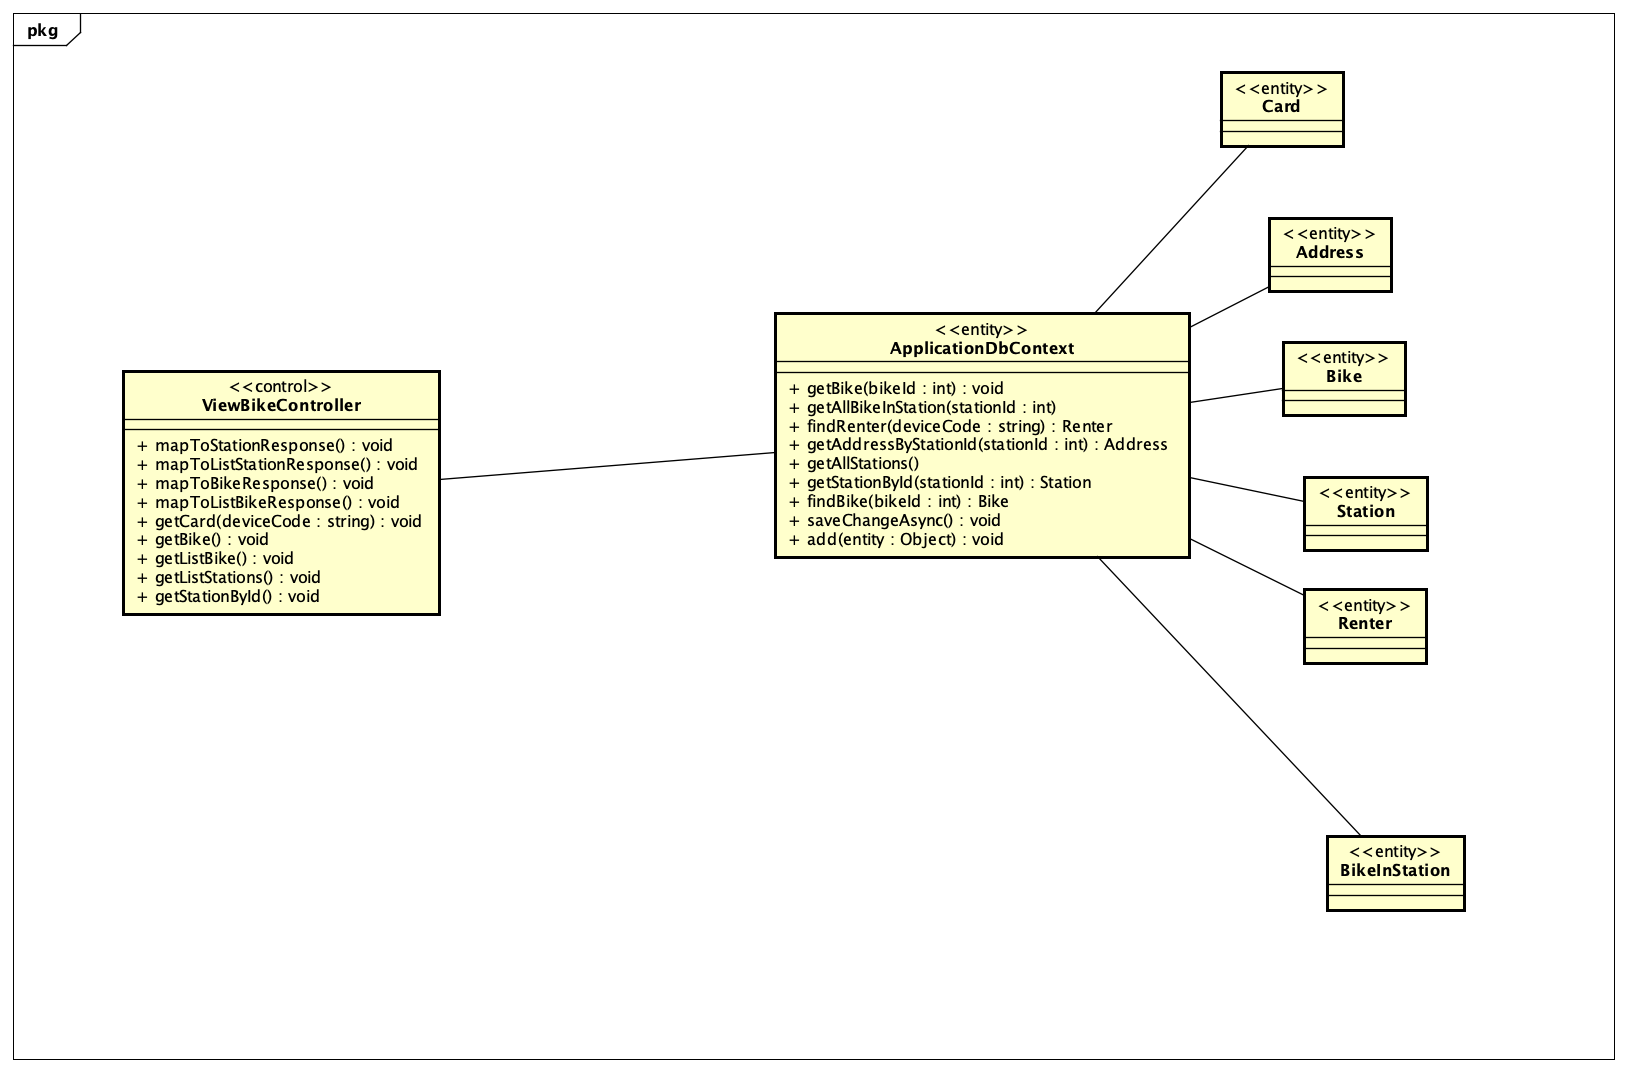 pkg
<<entity>>
Card
<<entity>>
Address
<<entity>>
ApplicationDbContext
+ getBike(bikeId : int) : void
+ getAllBikeInStation(stationId : int)
+ findRenter(deviceCode : string) : Renter
+ getAddressByStationId(stationId : int) : Address
+ getAllStations()
+ getStationById(stationId : int) : Station
+ findBike(bikeId : int) : Bike
+ saveChangeAsync() : void
+ add(entity : Object) : void
<<entity>>
Bike
<<control>>
ViewBikeController
+ mapToStationResponse() : void
+ mapToListStationResponse() : void
+ mapToBikeResponse() : void
+ mapToListBikeResponse() : void
+ getCard(deviceCode : string) : void
+ getBike() : void
+ getListBike() : void
+ getListStations() : void
+ getStationById() : void
<<entity>>
Station
<<entity>>
Renter
<<entity>>
BikeInStation